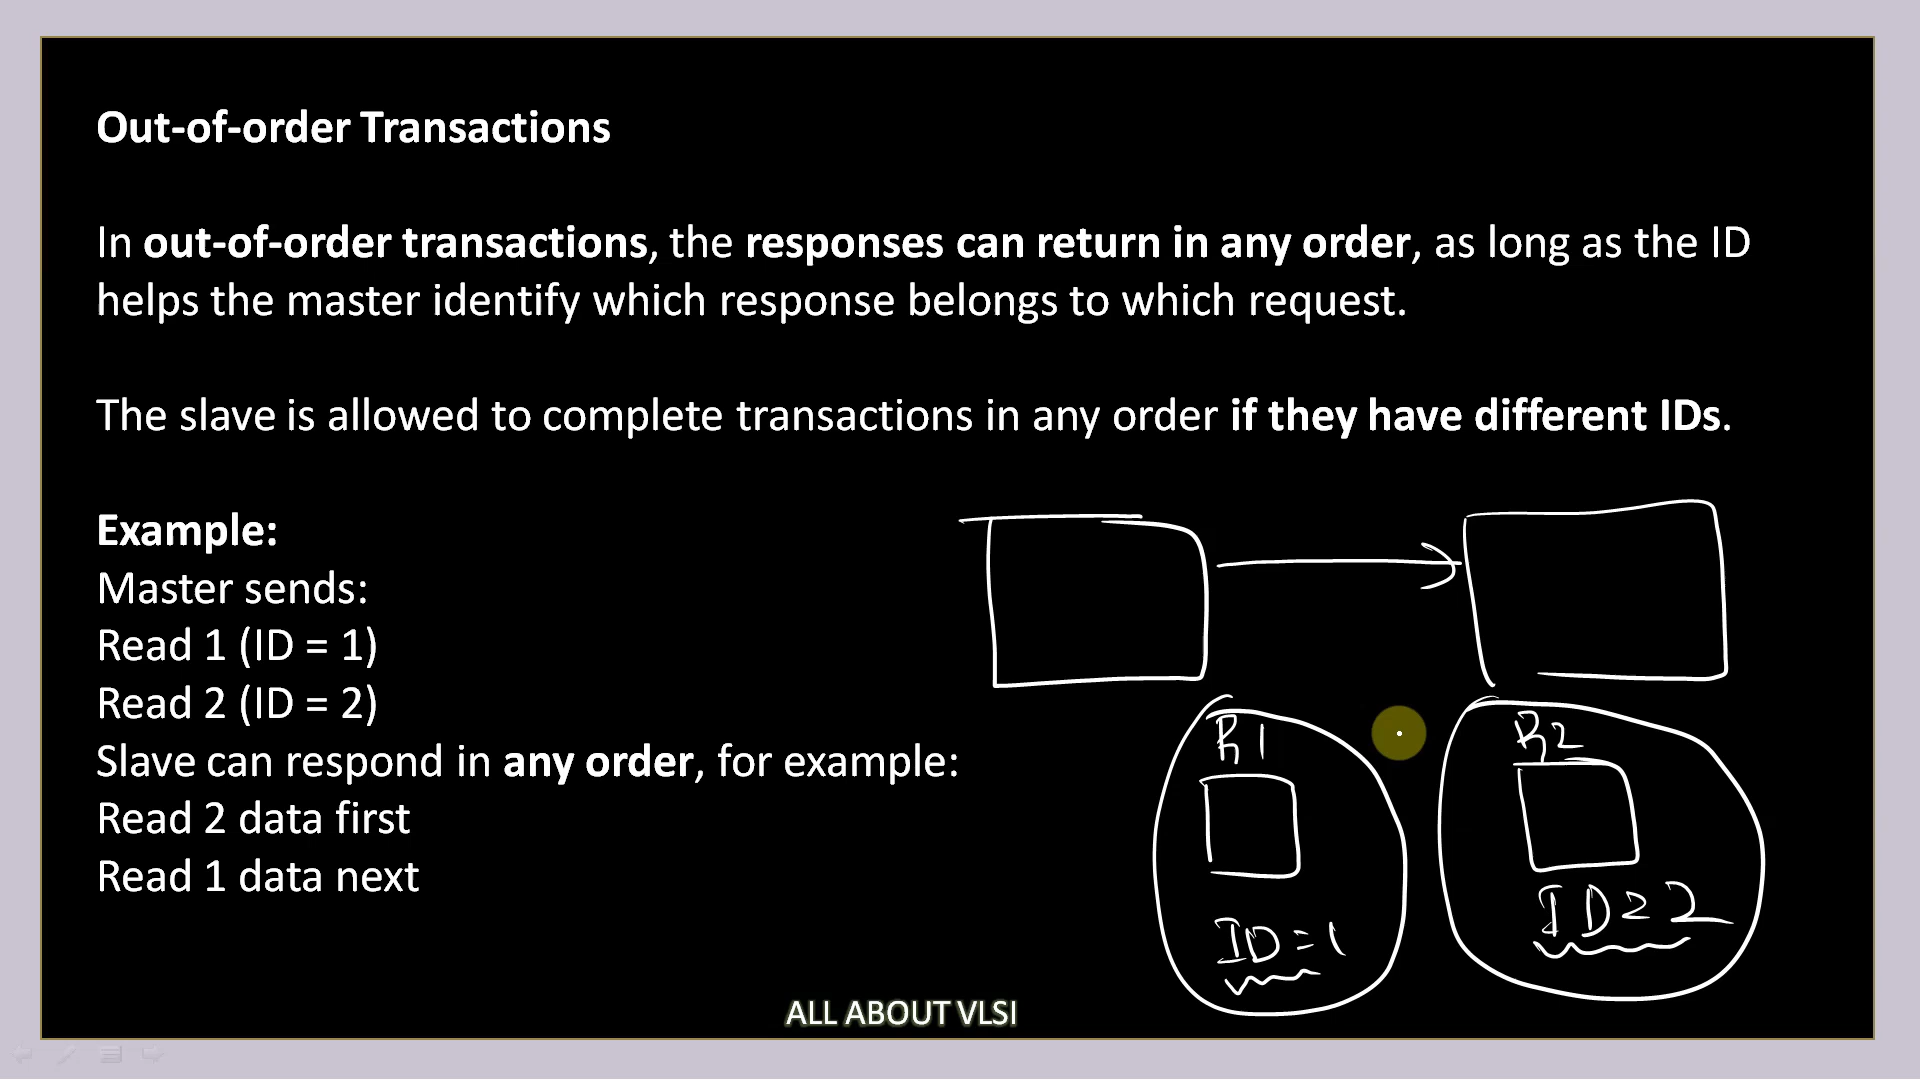 Out-of-order Transactions
In out-of-order transactions, the responses can return in any order, as long as the ID
helps the master identify which response belongs to which request.
The slave is allowed to complete transactions in any order if they have different IDs.
Example:
Master sends:
Read 1 (ID = 1)
Read 2 (ID = 2)
Slave can respond in any order, for example:
Read 2 data first
Read 1 data next
R1
R2
ID=1
ID=2
ALL ABOUT VLSI